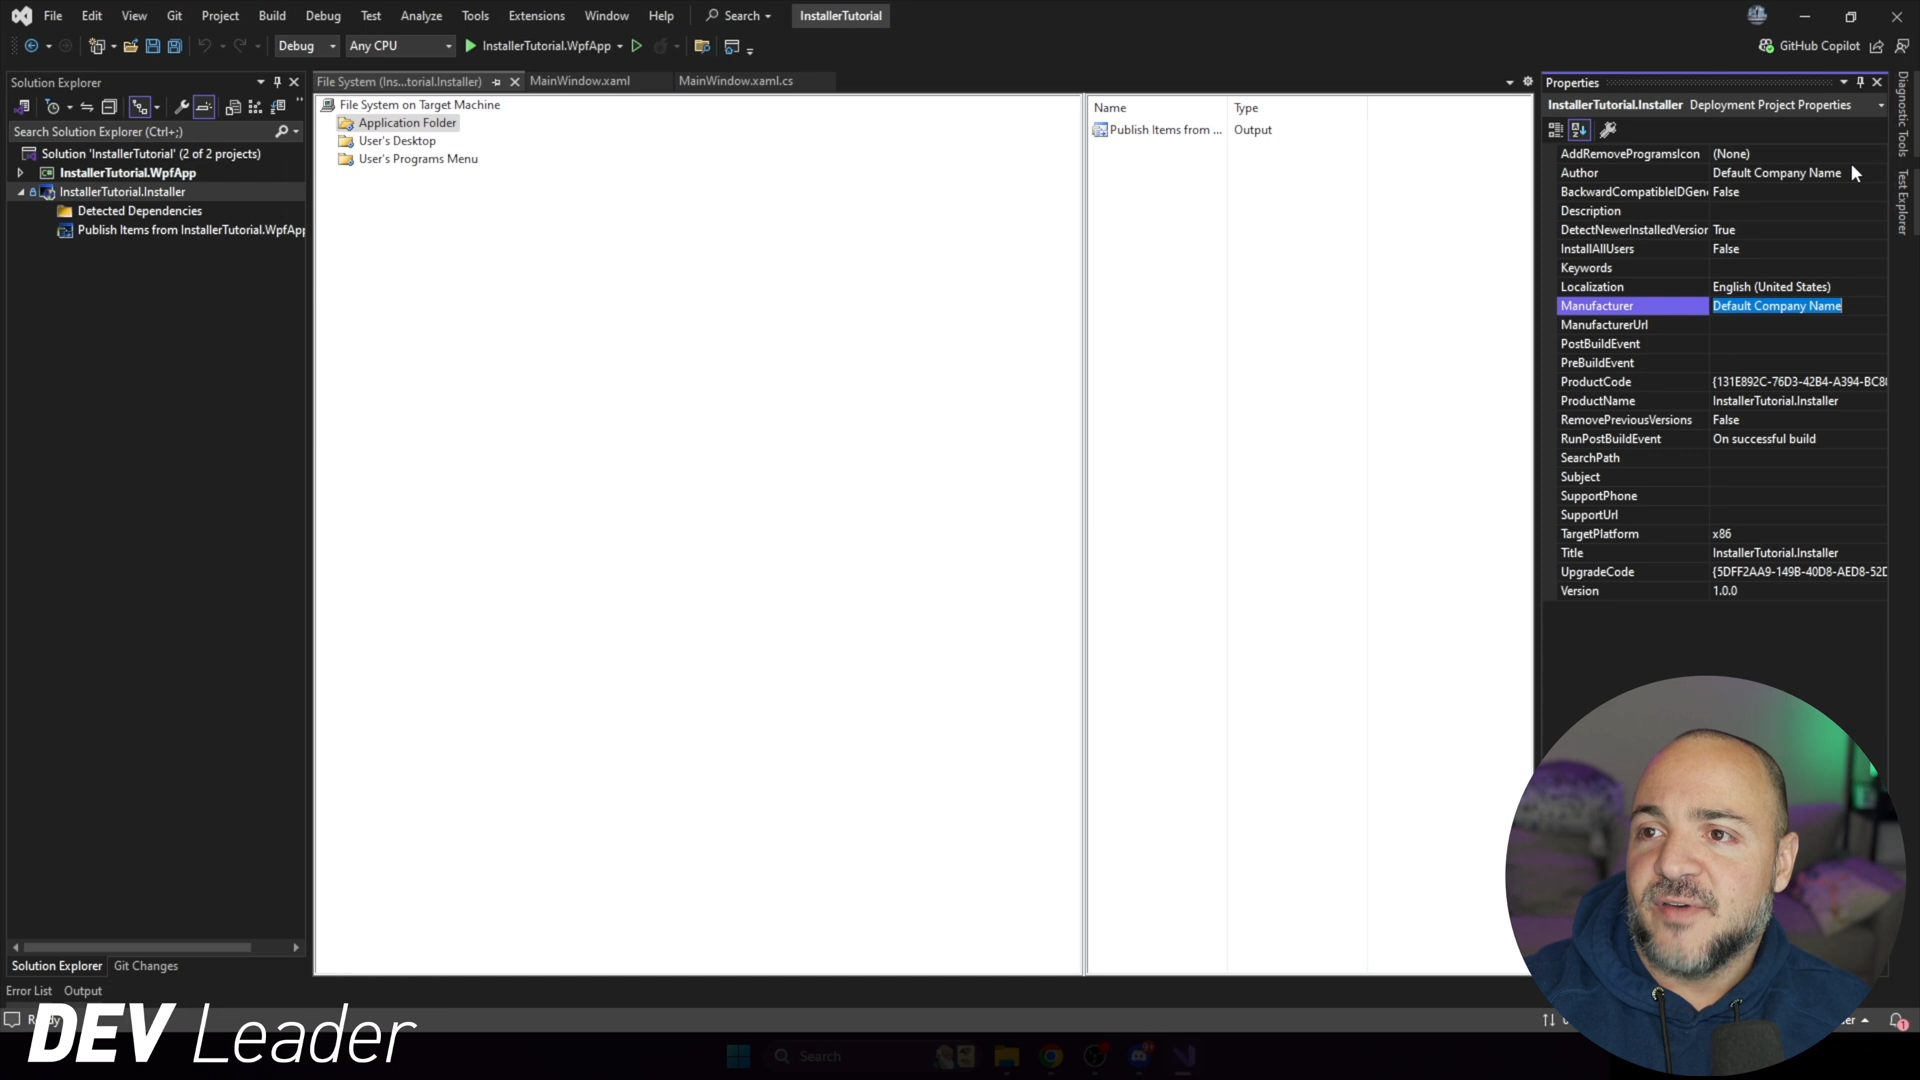 File Edit View Git Project Build Debug Test Analyze Tools Extensions Window Help Search InstallerTutorial
Debug Any CPU InstallerTutorial.WpfApp GitHub Copilot
Solution Explorer
Search Solution Explorer (Ctrl+;)
Solution 'InstallerTutorial' (2 of 2 projects)
InstallerTutorial.WpfApp
InstallerTutorial.Installer
Detected Dependencies
Publish Items from InstallerTutorial.WpfApp
Solution Explorer Git Changes
Error List Output
File System (Ins...torial.Installer) MainWindow.xaml MainWindow.xaml.cs
File System on Target Machine
Application Folder
User's Desktop
User's Programs Menu
Name Type
Publish Items from ... Output
Properties
InstallerTutorial.Installer Deployment Project Properties
AddRemoveProgramsIcon (None)
Author Default Company Name
BackwardCompatibleIDGene False
Description
DetectNewerInstalledVersion True
InstallAllUsers False
Keywords
Localization English (United States)
Manufacturer Default Company Name
ManufacturerUrl
PostBuildEvent
PreBuildEvent
ProductCode {131E892C-76D3-42B4-A394-BC80
ProductName InstallerTutorial.Installer
RemovePreviousVersions False
RunPostBuildEvent On successful build
SearchPath
Subject
SupportPhone
SupportUrl
TargetPlatform x86
Title InstallerTutorial.Installer
UpgradeCode {5DFF2AA9-149B-40D8-AED8-52D
Version 1.0.0
Diagnostic Tools
Test Explorer
DEV Leader
Search